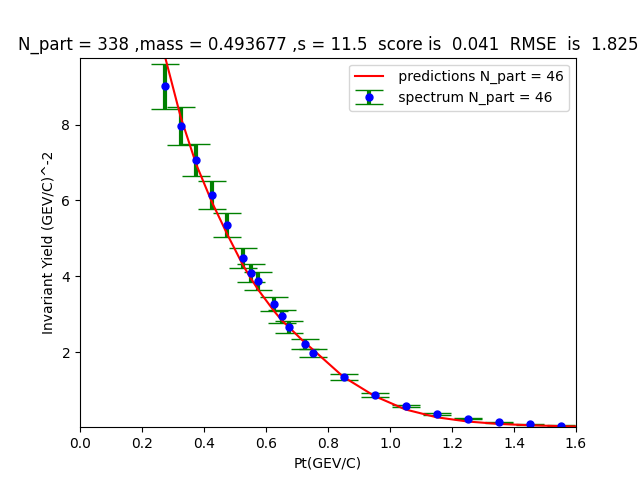 N_part = 338 ,mass = 0.493677 ,s = 11.5  score is  0.041  RMSE  is  1.825
predictions N_part = 46
spectrum N_part = 46
Invariant Yield (GEV/C)^-2
8
6
4
2
0.0 0.2 0.4 0.6 0.8 1.0 1.2 1.4 1.6
Pt(GEV/C)